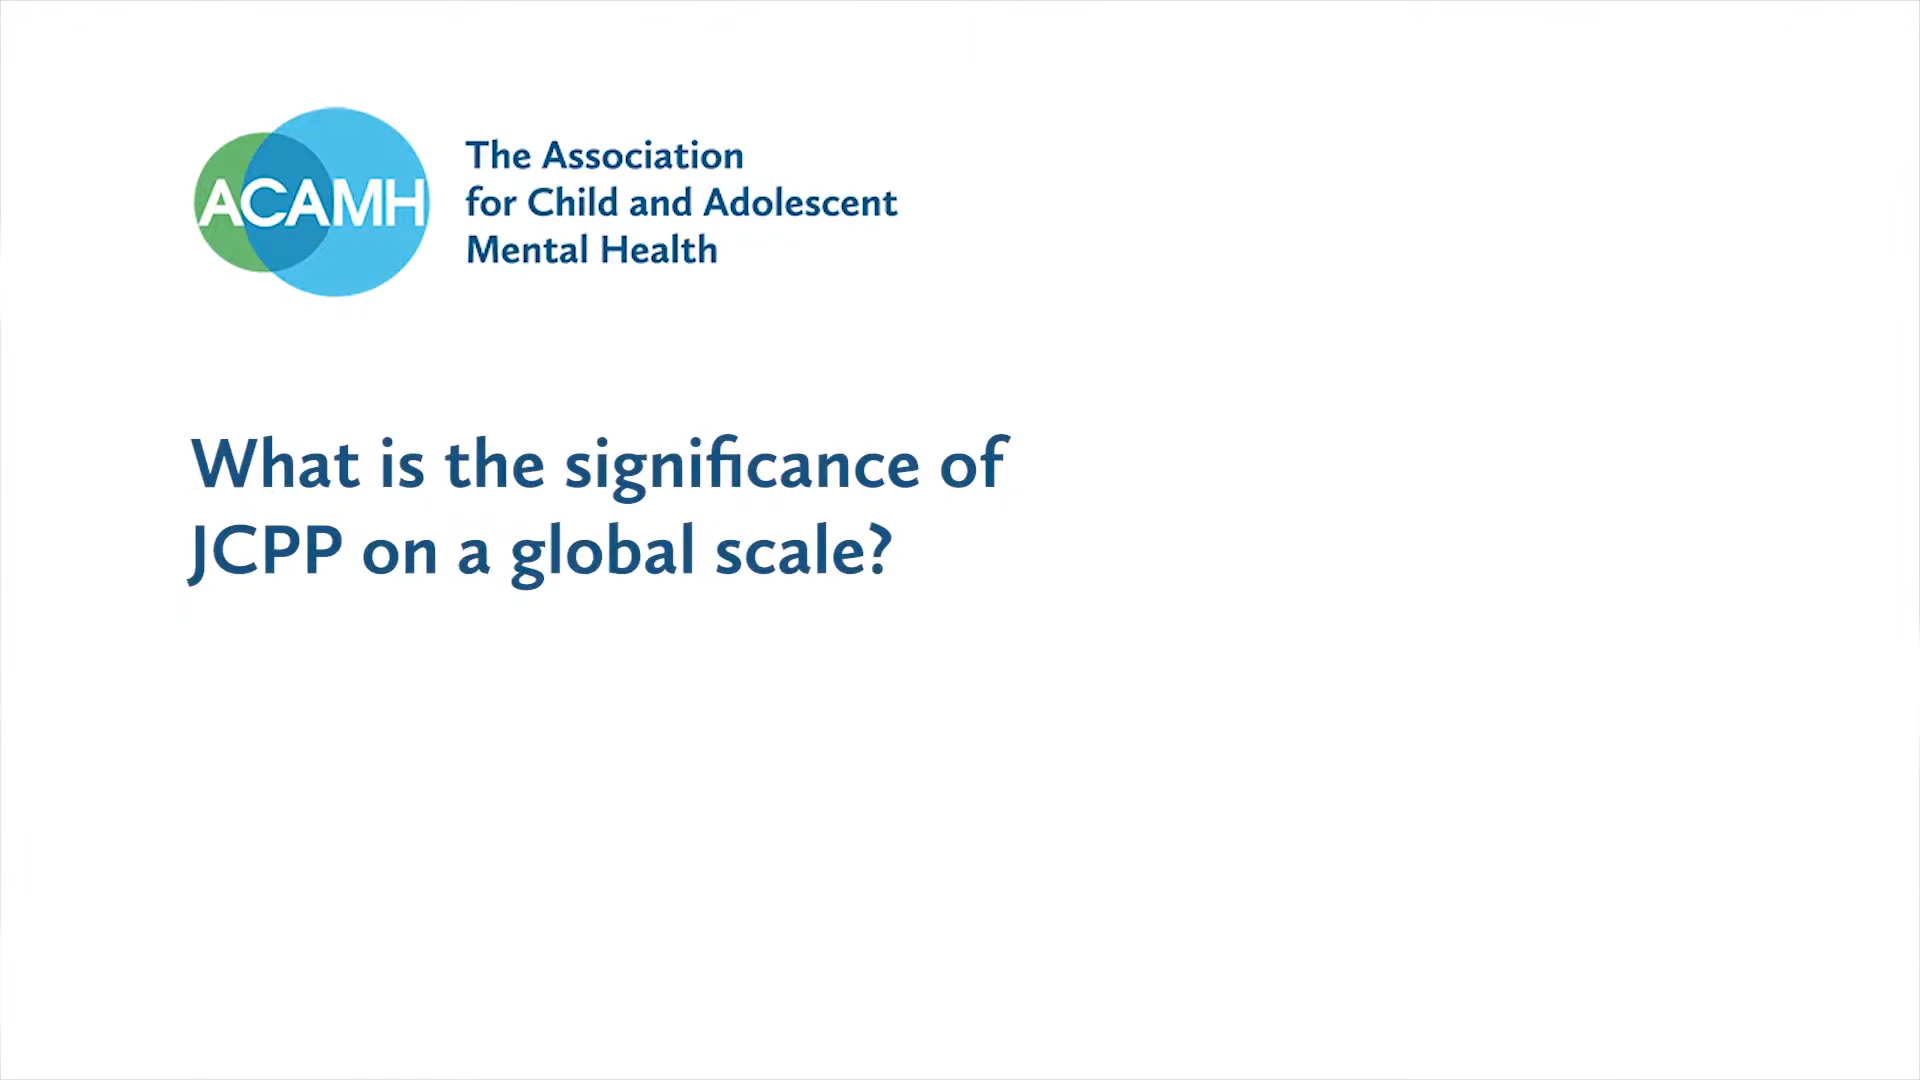 ACAMH
The Association
for Child and Adolescent
Mental Health
What is the significance of
JCPP on a global scale?